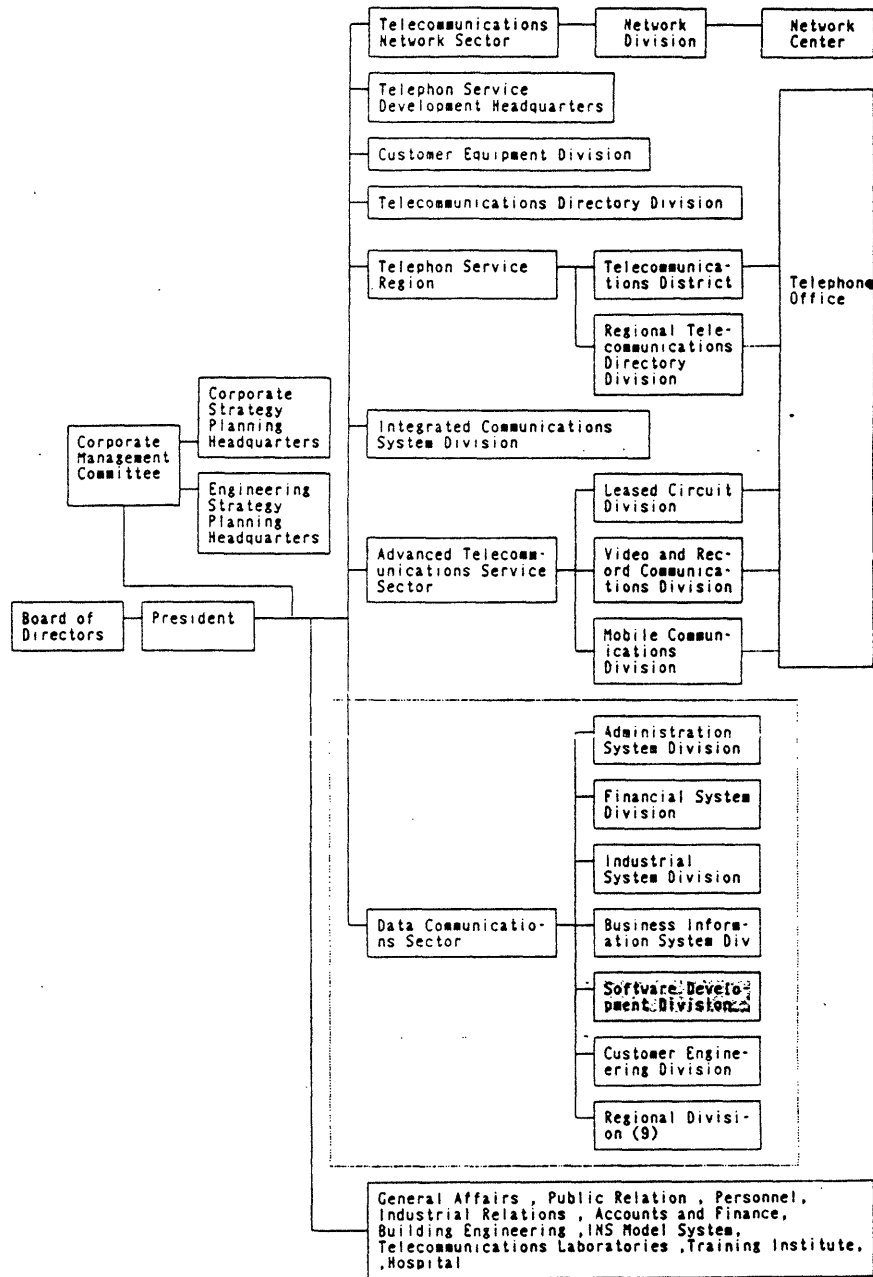 Telecommunications
Network Sector
Network
Division
Network
Center
Telephon Service
Development Headquarters
Customer Equipment Division
Telecommunications Directory Division
Telephon Service
Region
Telecommunica-
tions District
Telephone
Office
Regional Tele-
communications
Directory
Division
Corporate
Strategy
Planning
Headquarters
Corporate
Management
Committee
Integrated Communications
System Division
Engineering
Strategy
Planning
Headquarters
Leased Circuit
Division
Advanced Telecomm-
unications Service
Sector
Video and Rec-
ord Communica-
tions Division
Board of
Directors
President
Mobile Commun-
ications
Division
Administration
System Division
Financial System
Division
Industrial
System Division
Data Communicatio-
ns Sector
Business Inform-
ation System Div
Software Develo-
pment Division
Customer Engine-
ering Division
Regional Divisi-
on (9)
General Affairs , Public Relation , Personnel,
Industrial Relations , Accounts and Finance,
Building Engineering ,INS Model System,
Telecommunications Laboratories ,Training Institute,
,Hospital